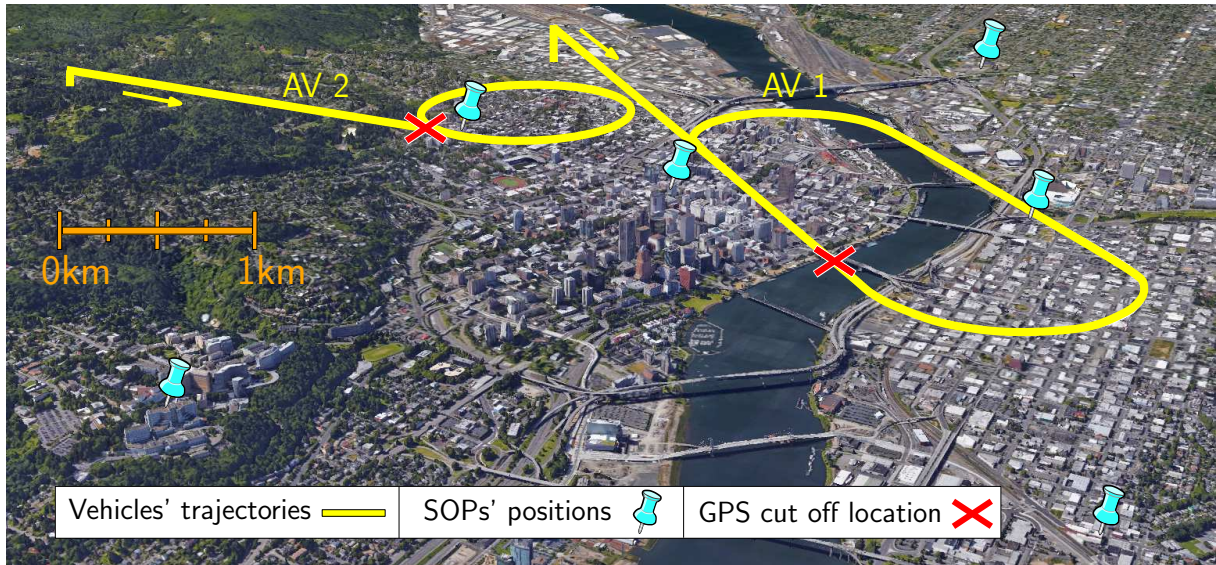 AV 2
AV 1
0km 1km
Vehicles' trajectories
SOPs' positions
GPS cut off location